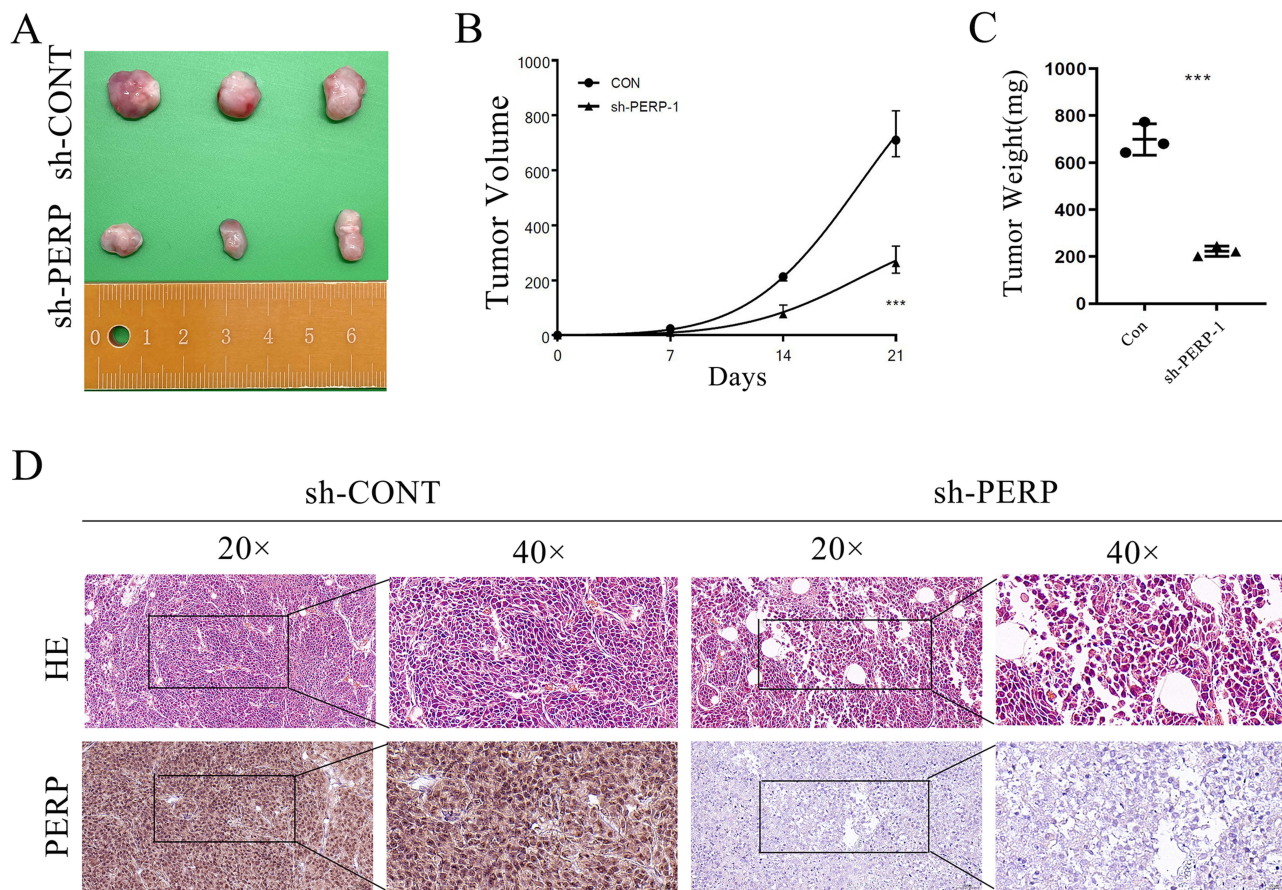 A
sh-CONT
sh-PERP
0 1 2 3 4 5 6
B
Tumor Volume
1000
800
600
400
200
0
CON
sh-PERP-1
***
0 7 14 21
Days
C
Tumor Weight(mg)
1000
800
600
400
200
0
***
Con
sh-PERP-1
D
sh-CONT sh-PERP
20× 40× 20× 40×
HE
PERP